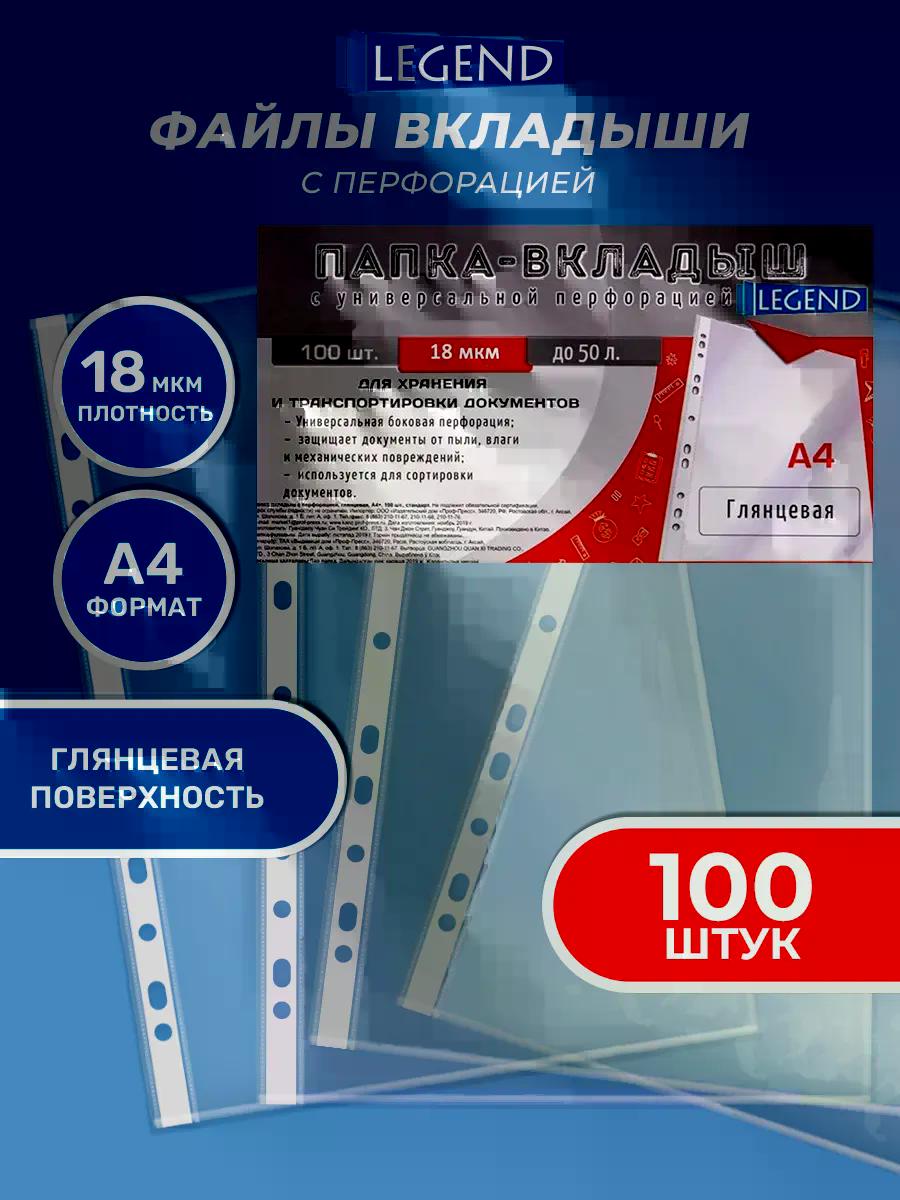 LEGEND
ФАЙЛЫ ВКЛАДЫШИ
С ПЕРФОРАЦИЕЙ
ПАПКА-ВКЛАДЫШ
с универсальной перфорацией
LEGEND
100 шт. 18 мкм до 50 л.
ДЛЯ ХРАНЕНИЯ
И ТРАНСПОРТИРОВКИ ДОКУМЕНТОВ
– Универсальная боковая перфорация;
– защищает документы от пыли, влаги
и механических повреждений;
– используется для сортировки
документов.
А4
Глянцевая
18 МКМ
ПЛОТНОСТЬ
А4
ФОРМАТ
ГЛЯНЦЕВАЯ
ПОВЕРХНОСТЬ
100
ШТУК